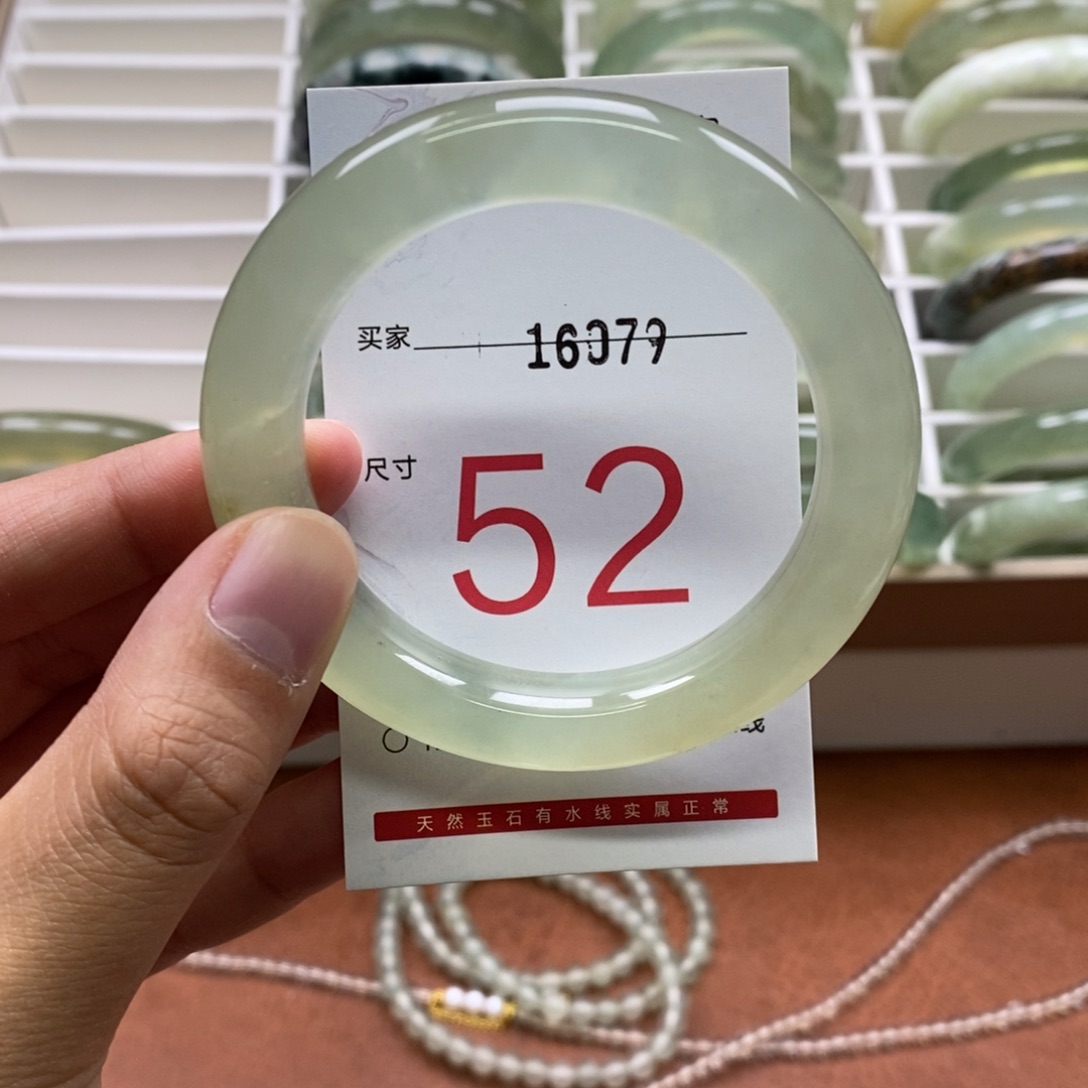 买家 16079
尺寸 52
天然玉石有水线实属正常